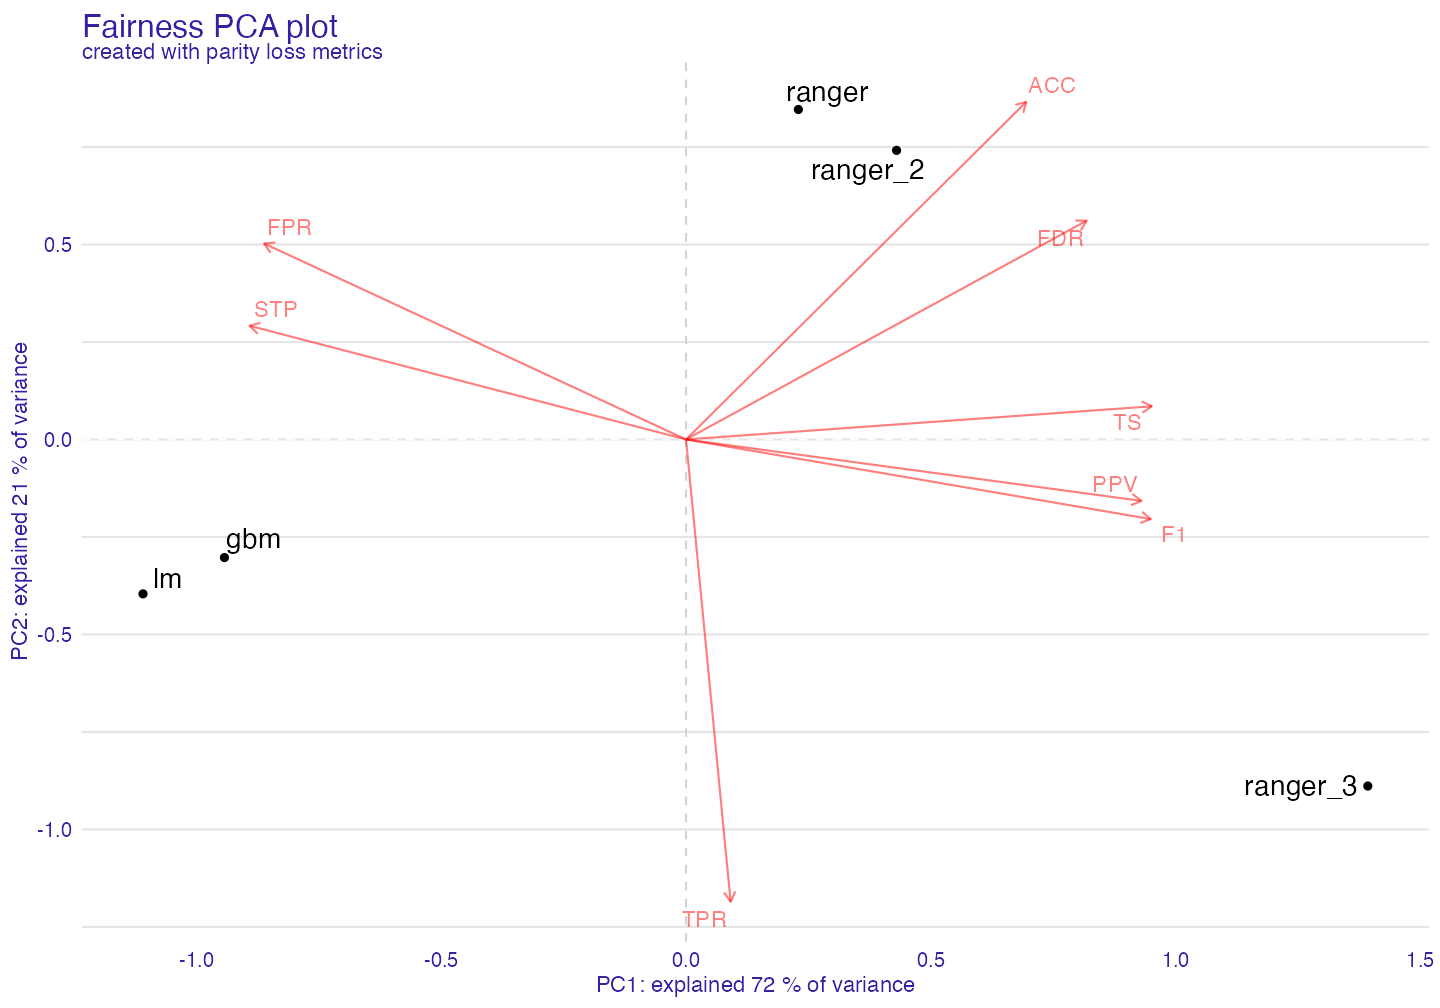 Fairness PCA plot
created with parity loss metrics
ranger
ACC
ranger_2
FPR
FDR
0.5
STP
TS
0.0
PPV
F1
gbm
lm
-0.5
ranger_3
-1.0
TPR
PC2: explained 21 % of variance
-1.0 -0.5 0.0 0.5 1.0 1.5
PC1: explained 72 % of variance